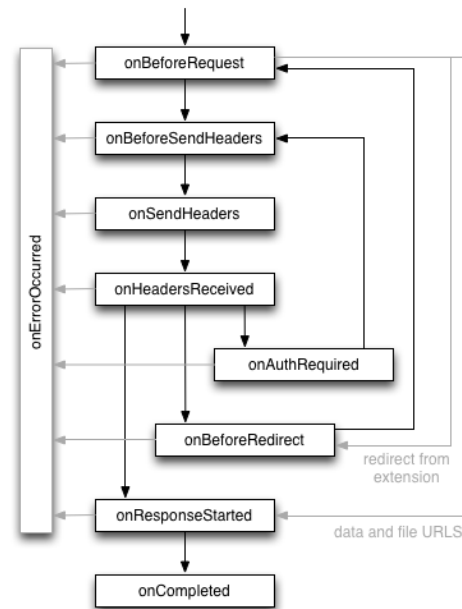 onBeforeRequest
onBeforeSendHeaders
onSendHeaders
onErrorOccurred
onHeadersReceived
onAuthRequired
onBeforeRedirect
redirect from
extension
onResponseStarted
data and file URLS
onCompleted